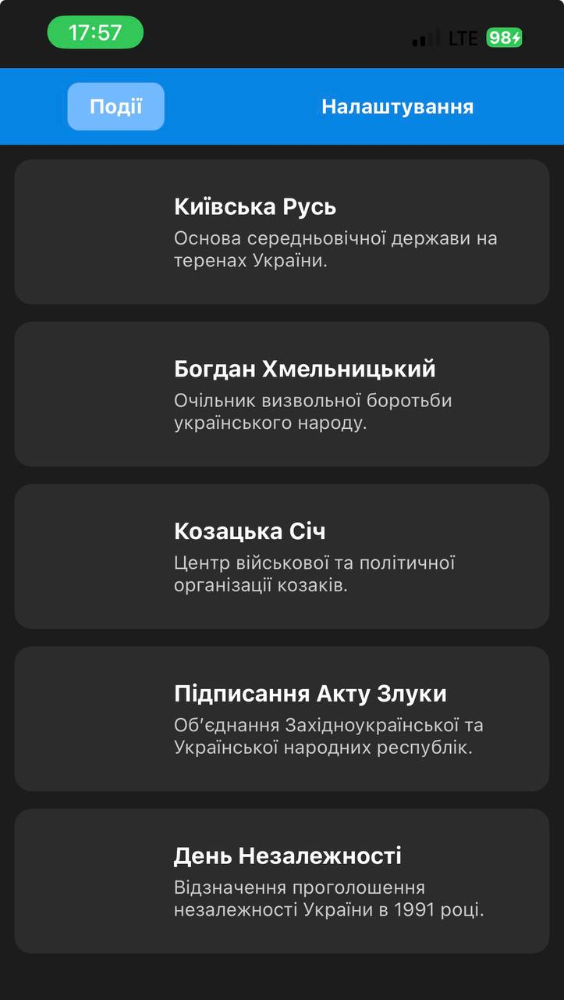 17:57
LTE 98
Події
Налаштування
Київська Русь
Основа середньовічної держави на
теренах України.
Богдан Хмельницький
Очільник визвольної боротьби
українського народу.
Козацька Січ
Центр військової та політичної
організації козаків.
Підписання Акту Злуки
Обʼєднання Західноукраїнської та
Української народних республік.
День Незалежності
Відзначення проголошення
незалежності України в 1991 році.